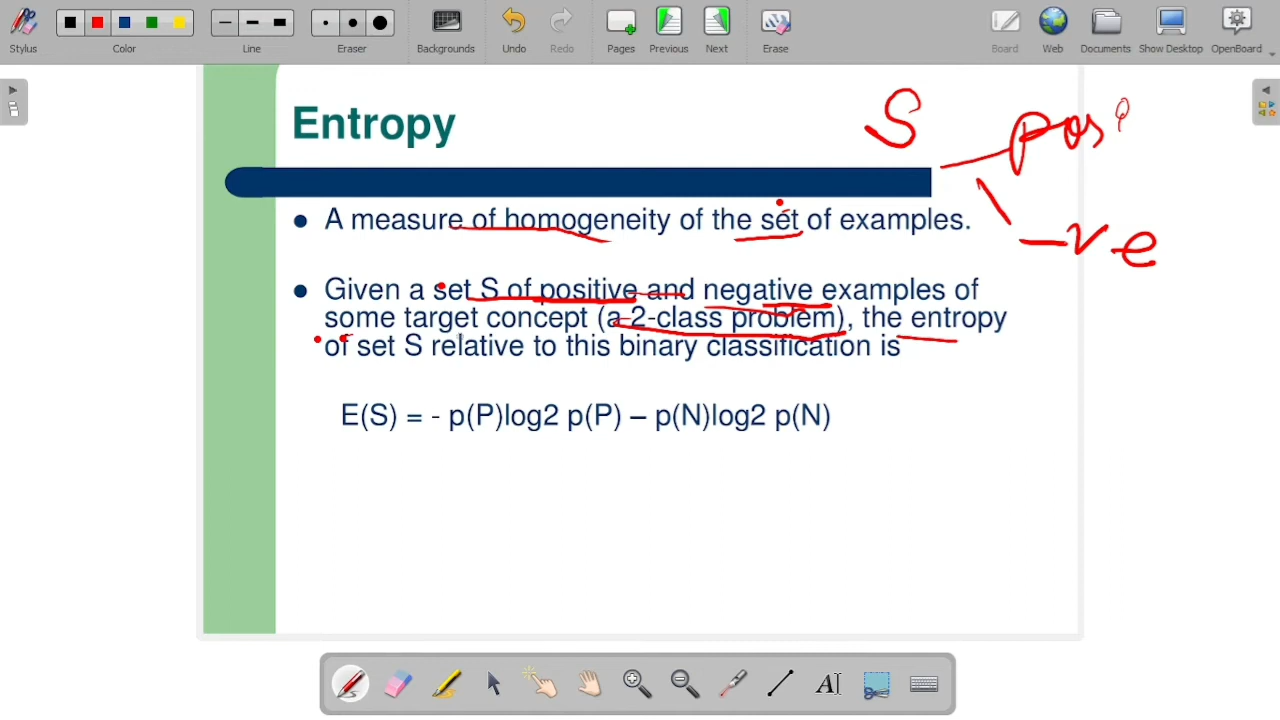 Stylus Color Line Eraser Backgrounds Undo Redo Pages Previous Next Erase Board Web Documents Show Desktop OpenBoard
Entropy
S
pos
-ve
• A measure of homogeneity of the set of examples.
• Given a set S of positive and negative examples of
some target concept (a 2-class problem), the entropy
of set S relative to this binary classification is
E(S) = - p(P)log2 p(P) – p(N)log2 p(N)
AI